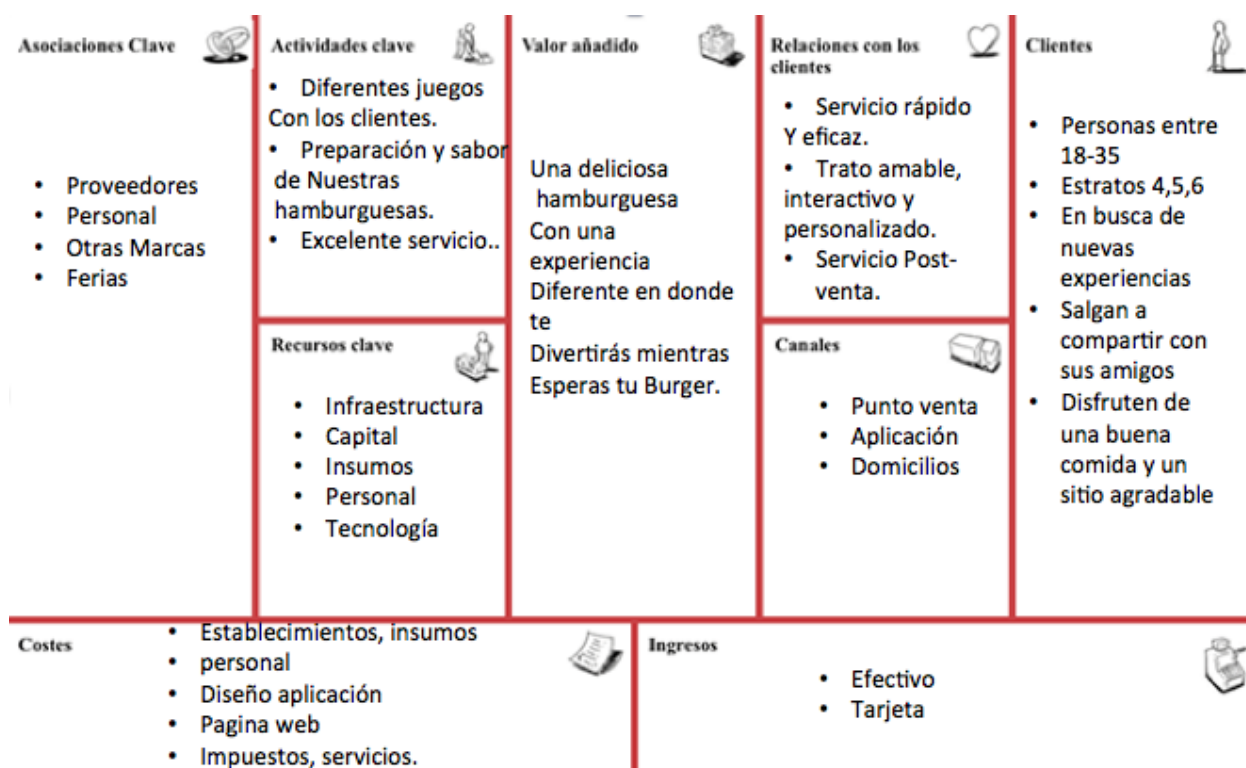 Asociaciones Clave
• Proveedores
• Personal
• Otras Marcas
• Ferias
Actividades clave
• Diferentes juegos
Con los clientes.
• Preparación y sabor
de Nuestras
hamburguesas.
• Excelente servicio..
Recursos clave
• Infraestructura
• Capital
• Insumos
• Personal
• Tecnología
Valor añadido
Una deliciosa
hamburguesa
Con una
experiencia
Diferente en donde
te
Divertirás mientras
Esperas tu Burger.
Relaciones con los
clientes
• Servicio rápido
Y eficaz.
• Trato amable,
interactivo y
personalizado.
• Servicio Post-
venta.
Canales
• Punto venta
• Aplicación
• Domicilios
Clientes
• Personas entre
18-35
• Estratos 4,5,6
• En busca de
nuevas
experiencias
• Salgan a
compartir con
sus amigos
• Disfruten de
una buena
comida y un
sitio agradable
Costes
• Establecimientos, insumos
• personal
• Diseño aplicación
• Pagina web
• Impuestos, servicios.
Ingresos
• Efectivo
• Tarjeta